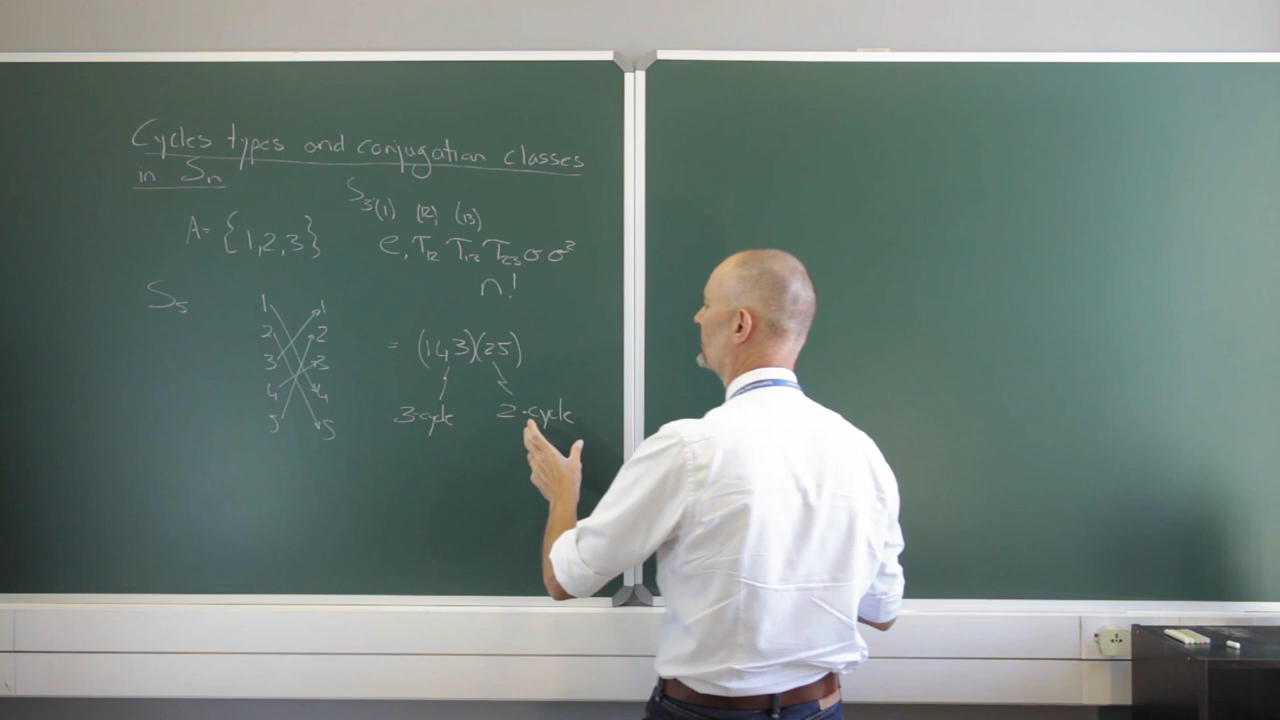 Cycles types and conjugation classes
in Sn
S3 (1) (12) (13)
A= {1,2,3} e, T12 T13 T23 σ σ²
n!
S5
1 1
2 2
3 3
4 4
5 5
= (143)(25)
3-cycle 2-cycle